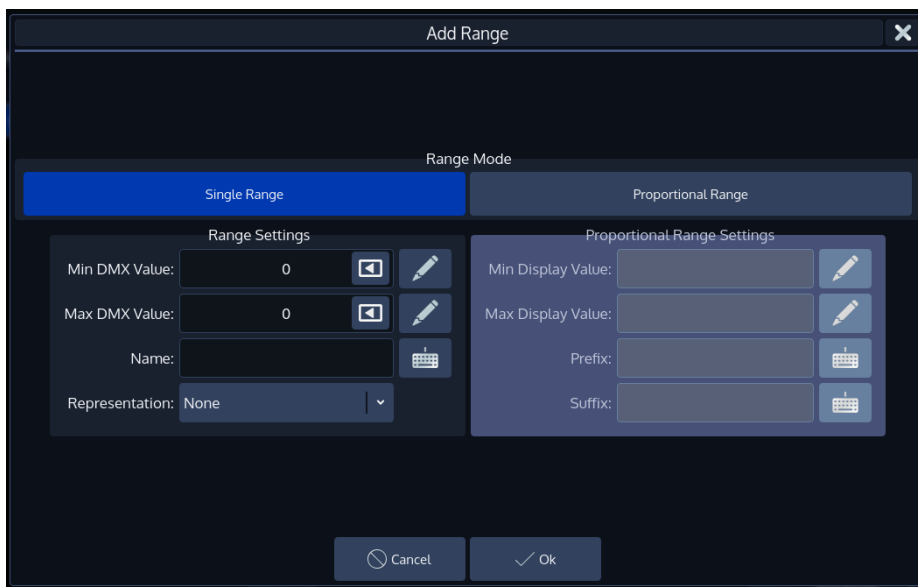 Add Range
Range Mode
Single Range
Proportional Range
Range Settings
Min DMX Value: 0
Max DMX Value: 0
Name:
Representation: None
Proportional Range Settings
Min Display Value:
Max Display Value:
Prefix:
Suffix:
Cancel
Ok